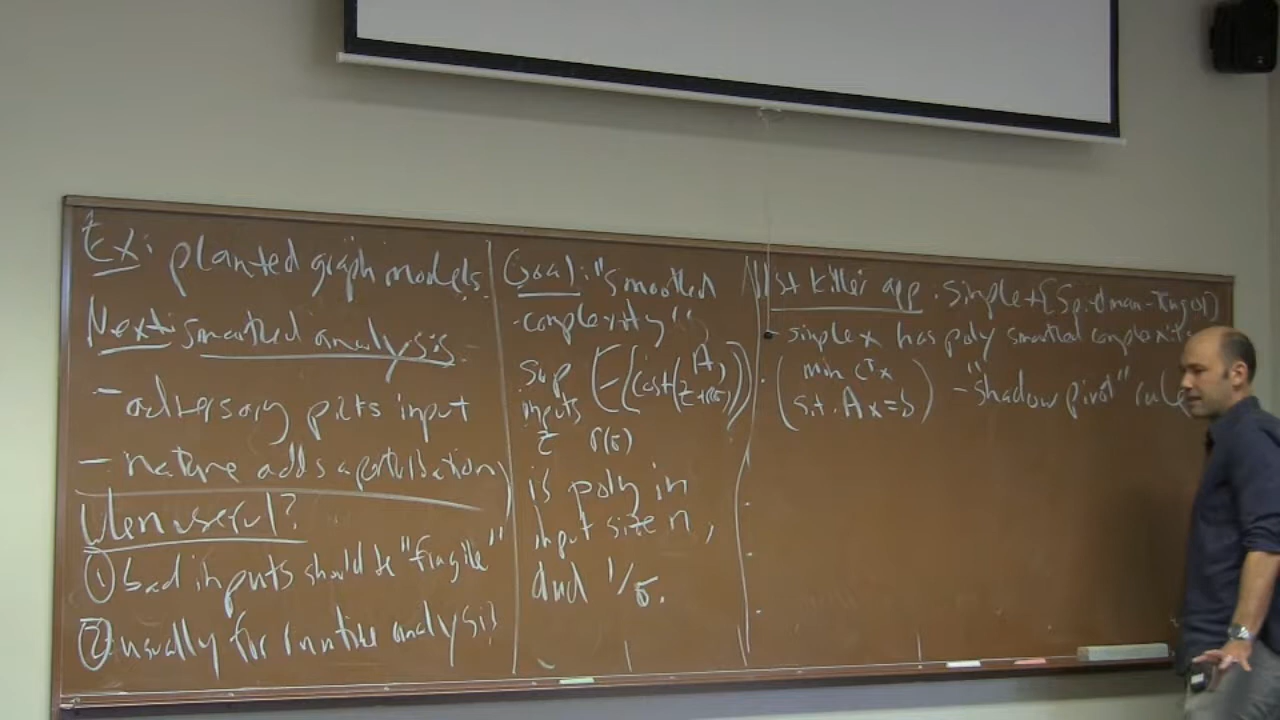 Ex: planted graph models
Next: smoothed analysis
- adversary picks input
- nature adds a perturbation
When useful?
① bad inputs should be "fragile"
② usually for runtime analysis
Goal: "smoothed
complexity"
sup E[cost(A,
inputs z+r(σ))]
z r(σ)
is poly in
input size n,
and 1/σ.
1st killer app: simplex [Spielman-Teng 01]
- simplex has poly smoothed complexity
(min cᵀx
s.t. Ax=b) - "shadow pivot" rule